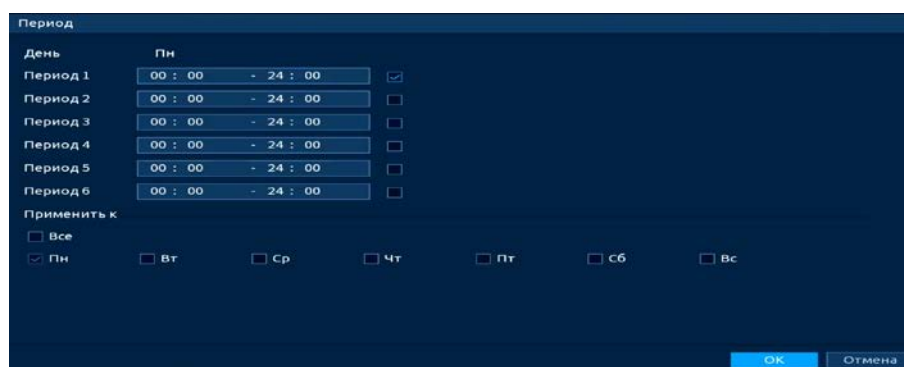 Период
День Пн
Период 1 00 : 00 - 24 : 00
Период 2 00 : 00 - 24 : 00
Период 3 00 : 00 - 24 : 00
Период 4 00 : 00 - 24 : 00
Период 5 00 : 00 - 24 : 00
Период 6 00 : 00 - 24 : 00
Применить к
Все
Пн Вт Ср Чт Пт Сб Вс
OK Отмена